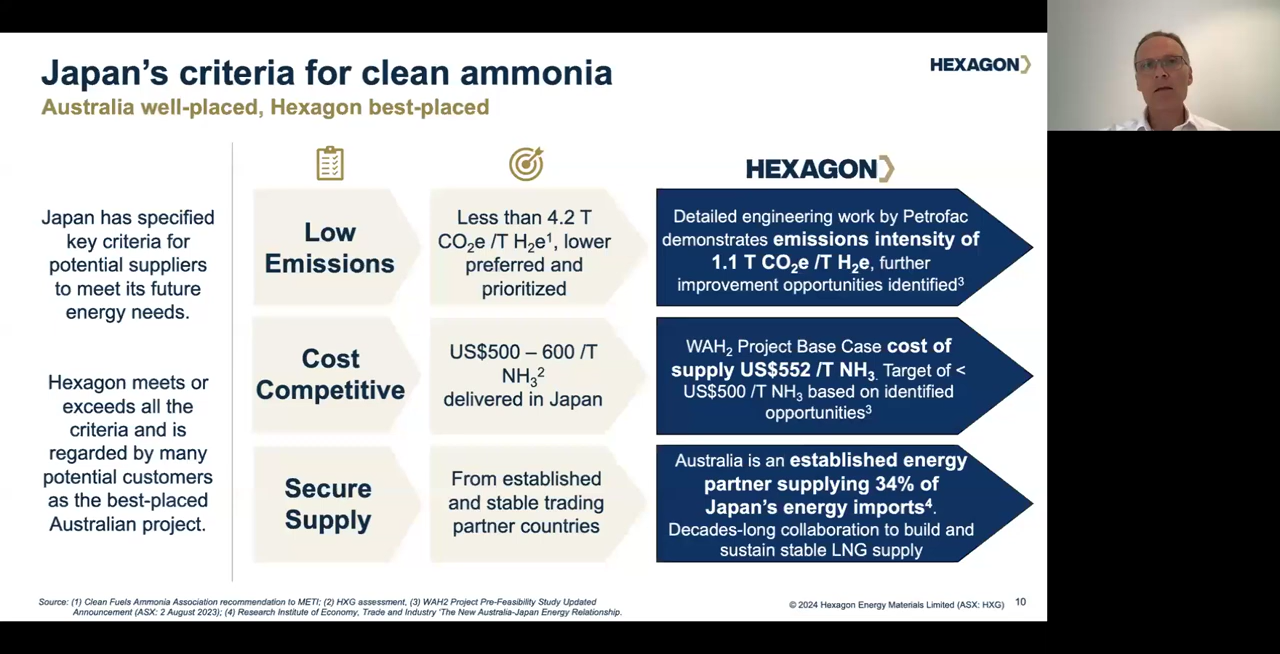 Japan's criteria for clean ammonia
Australia well-placed, Hexagon best-placed
HEXAGON
Japan has specified
key criteria for
potential suppliers
to meet its future
energy needs.
Hexagon meets or
exceeds all the
criteria and is
regarded by many
potential customers
as the best-placed
Australian project.
HEXAGON
Low
Emissions
Less than 4.2 T
CO₂e /T H₂e¹, lower
preferred and
prioritized
Detailed engineering work by Petrofac
demonstrates emissions intensity of
1.1 T CO₂e /T H₂e, further
improvement opportunities identified³
Cost
Competitive
US$500 – 600 /T
NH₃²
delivered in Japan
WAH₂ Project Base Case cost of
supply US$552 /T NH₃. Target of <
US$500 /T NH₃ based on identified
opportunities³
Secure
Supply
From established
and stable trading
partner countries
Australia is an established energy
partner supplying 34% of
Japan's energy imports⁴.
Decades-long collaboration to build and
sustain stable LNG supply
Source: (1) Clean Fuels Ammonia Association recommendation to METI; (2) HXG assessment, (3) WAH2 Project Pre-Feasibility Study Updated
Announcement (ASX: 2 August 2023); (4) Research Institute of Economy, Trade and Industry 'The New Australia-Japan Energy Relationship.
© 2024 Hexagon Energy Materials Limited (ASX: HXG)
10